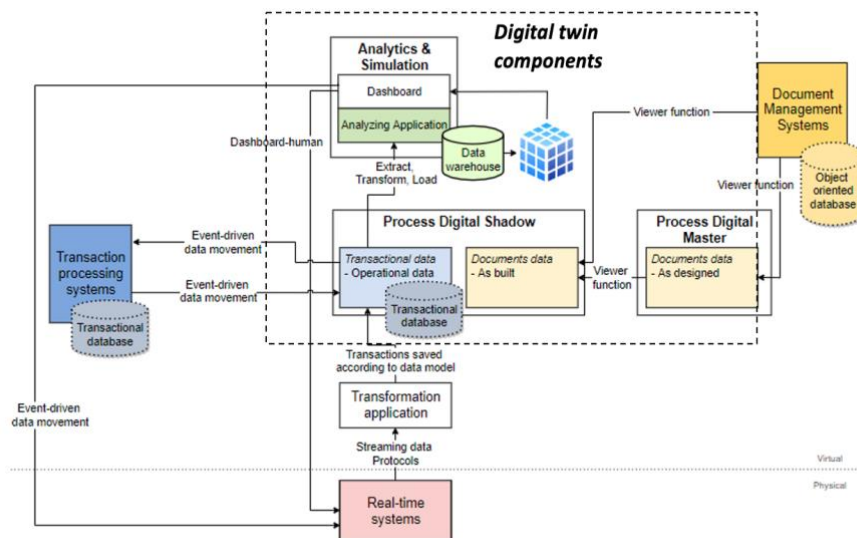 Digital twin
components
Analytics &
Simulation
Dashboard
Analyzing Application
Data
warehouse
Dashboard-human
Extract,
Transform, Load
Viewer function
Document
Management
Systems
Object
oriented
database
Viewer function
Process Digital Shadow
Process Digital
Master
Transactional data
- Operational data
Transactional
database
Documents data
- As built
Viewer
function
Documents data
- As designed
Event-driven
data movement
Event-driven
data movement
Transaction
processing
systems
Transactional
database
Transactions saved
according to data model
Transformation
application
Event-driven
data movement
Streaming data
Protocols
Virtual
Physical
Real-time
systems